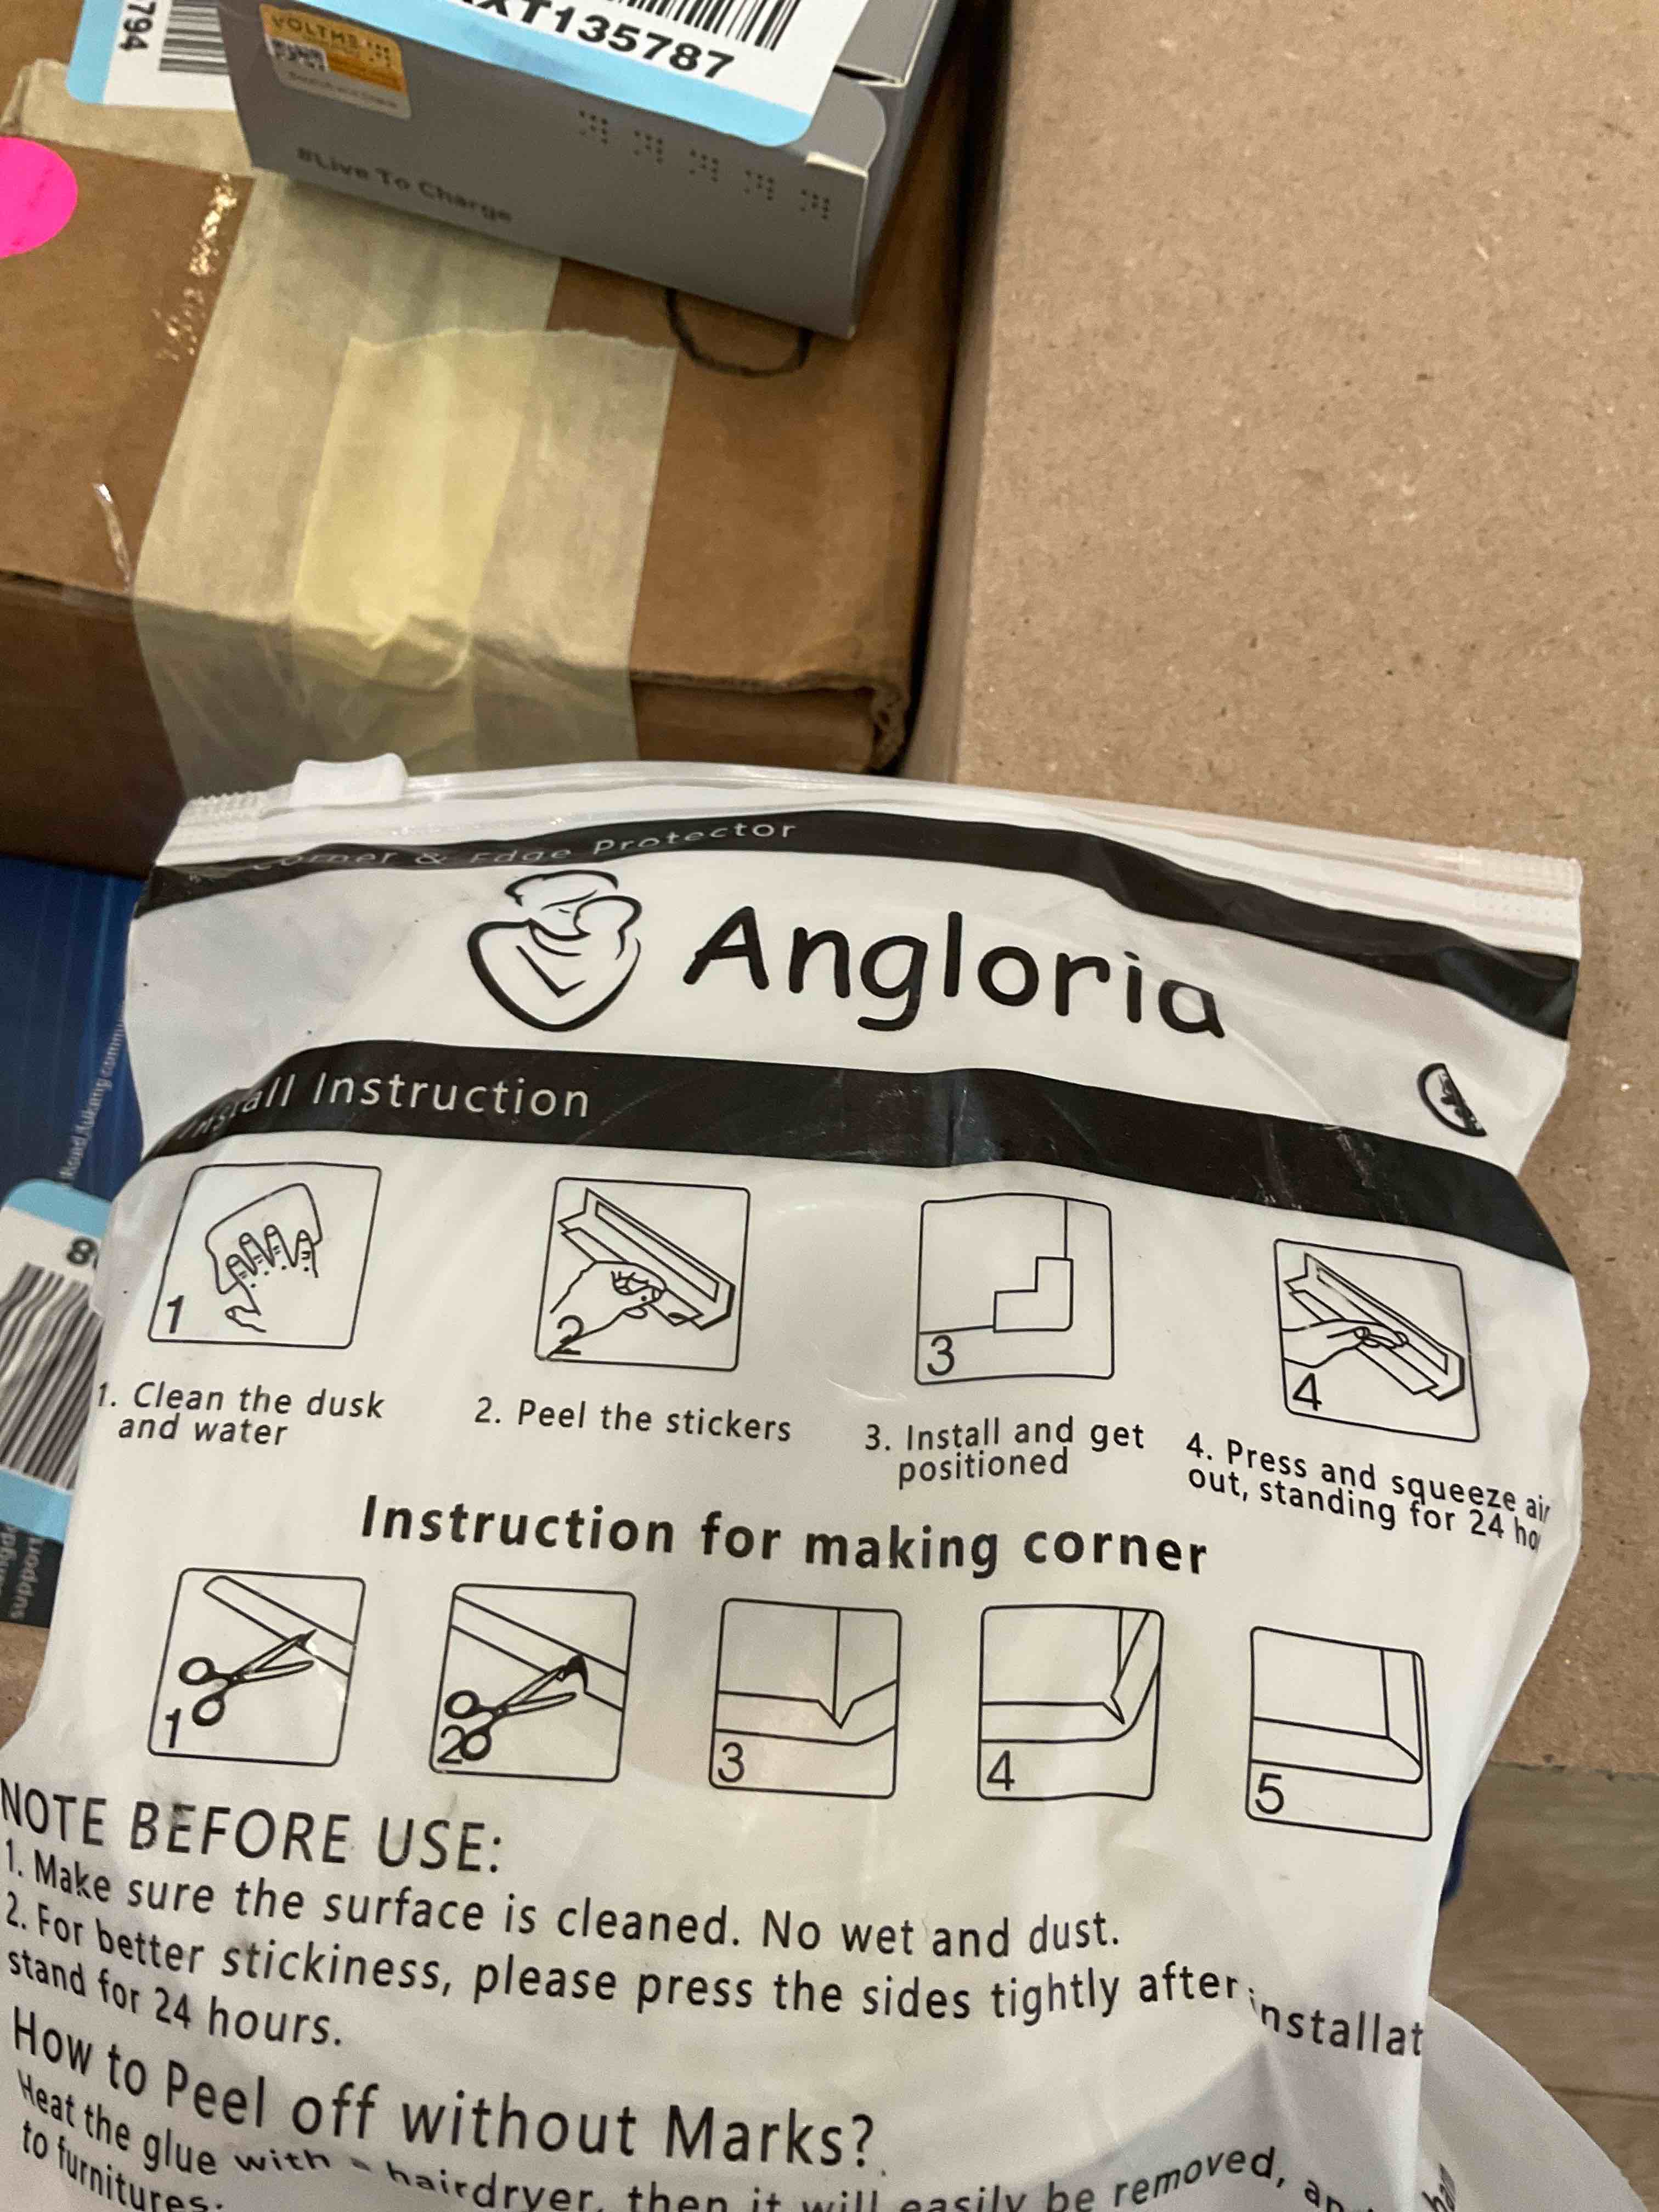 794
XT135787
VOLTME
#Live To Charge
Corner & Edge Protector
Angloria
Install Instruction
1
2
3
4
1. Clean the dusk
and water
2. Peel the stickers
3. Install and get
positioned
4. Press and squeeze air
out, standing for 24 ho
Instruction for making corner
1
2
3
4
5
NOTE BEFORE USE:
1. Make sure the surface is cleaned. No wet and dust.
2. For better stickiness, please press the sides tightly after installat
stand for 24 hours.
How to Peel off without Marks?
Heat the glue with a hairdryer, then it will easily be removed, an
to furnitures.
8